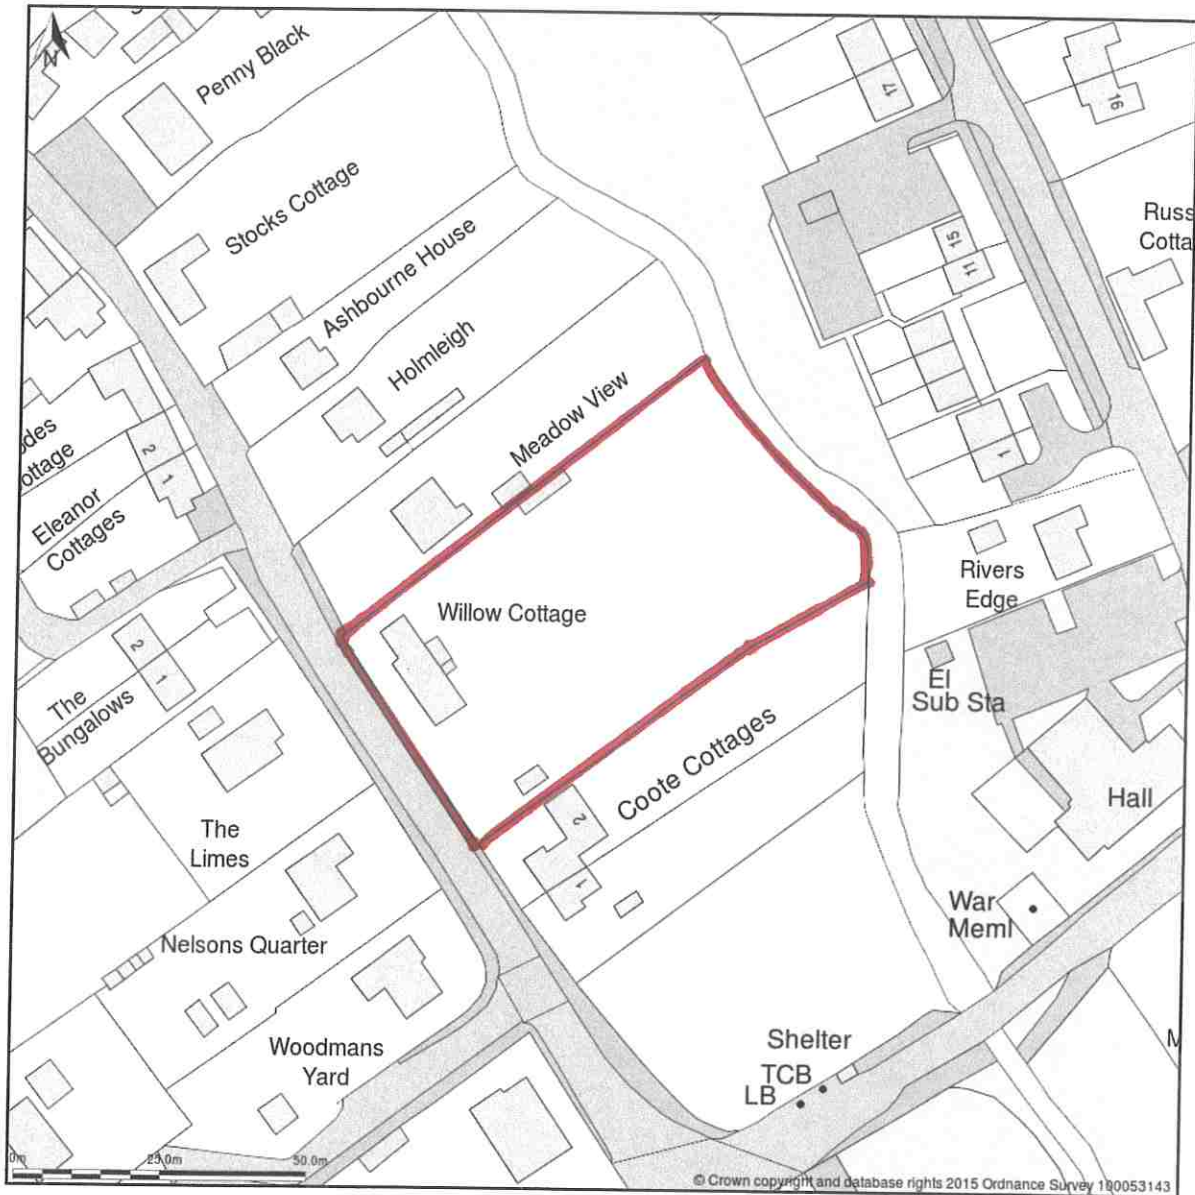 N
Penny Black
17
16
Stocks Cottage
Russ
Cotta
15
11
Ashbourne House
Holmleigh
Meadow View
1
2
1
odes
ottage
Eleanor
Cottages
Rivers
Edge
Willow Cottage
2
1
The
Bungalows
El
Sub Sta
Coote Cottages
Hall
2
1
The
Limes
War
Meml
Nelsons Quarter
Woodmans
Yard
Shelter
TCB
LB
M
0m
25.0m
50.0m
© Crown copyright and database rights 2015 Ordnance Survey 100053143